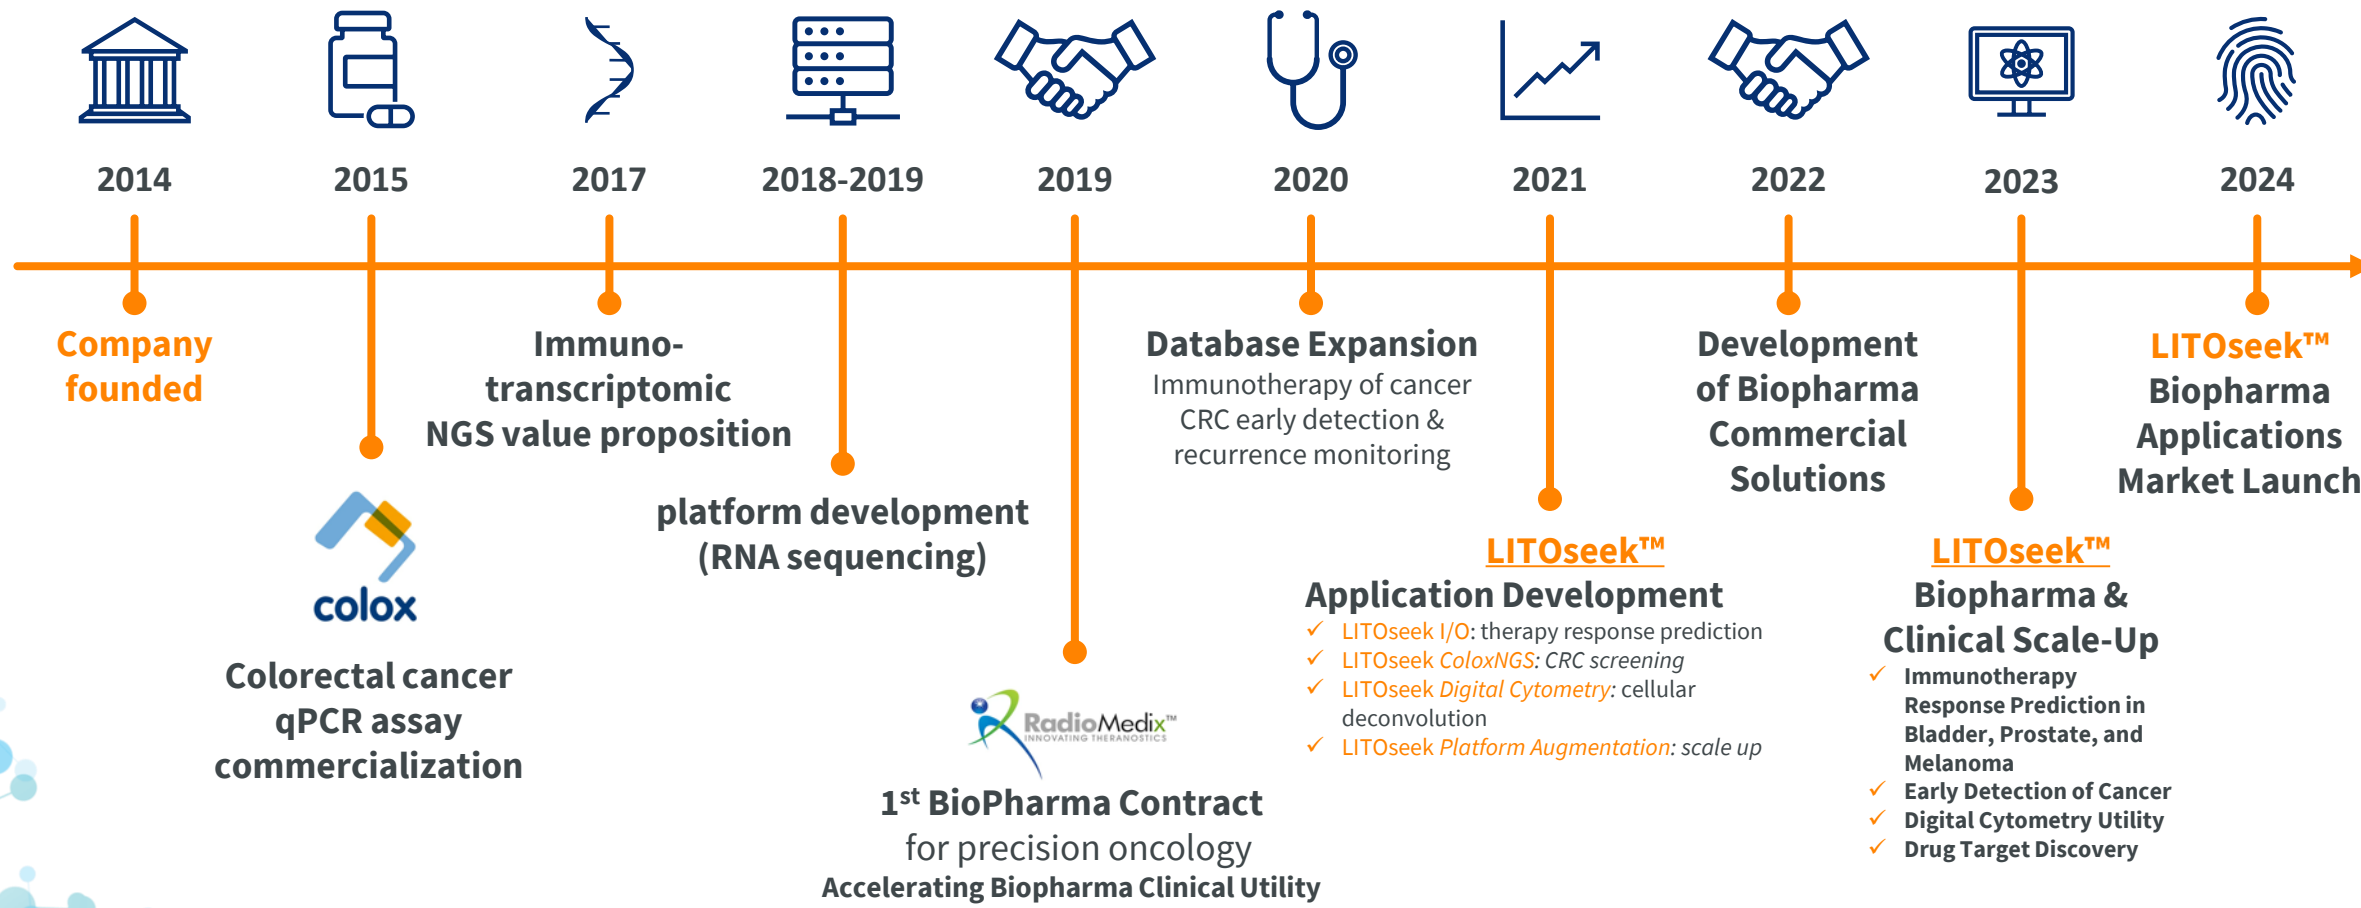 2014
2015
2017
2018-2019
2019
2020
2021
2022
2023
2024
Company
founded
colox
Colorectal cancer
qPCR assay
commercialization
Immuno-
transcriptomic
NGS value proposition
platform development
(RNA sequencing)
RadioMedix™
INNOVATING THERANOSTICS
1st BioPharma Contract
for precision oncology
Accelerating Biopharma Clinical Utility
Database Expansion
Immunotherapy of cancer
CRC early detection &
recurrence monitoring
LITOseek™
Application Development
✓ LITOseek I/O: therapy response prediction
✓ LITOseek ColoxNGS: CRC screening
✓ LITOseek Digital Cytometry: cellular
deconvolution
✓ LITOseek Platform Augmentation: scale up
Development
of Biopharma
Commercial
Solutions
LITOseek™
Biopharma &
Clinical Scale-Up
✓ Immunotherapy
Response Prediction in
Bladder, Prostate, and
Melanoma
✓ Early Detection of Cancer
✓ Digital Cytometry Utility
✓ Drug Target Discovery
LITOseek™
Biopharma
Applications
Market Launch